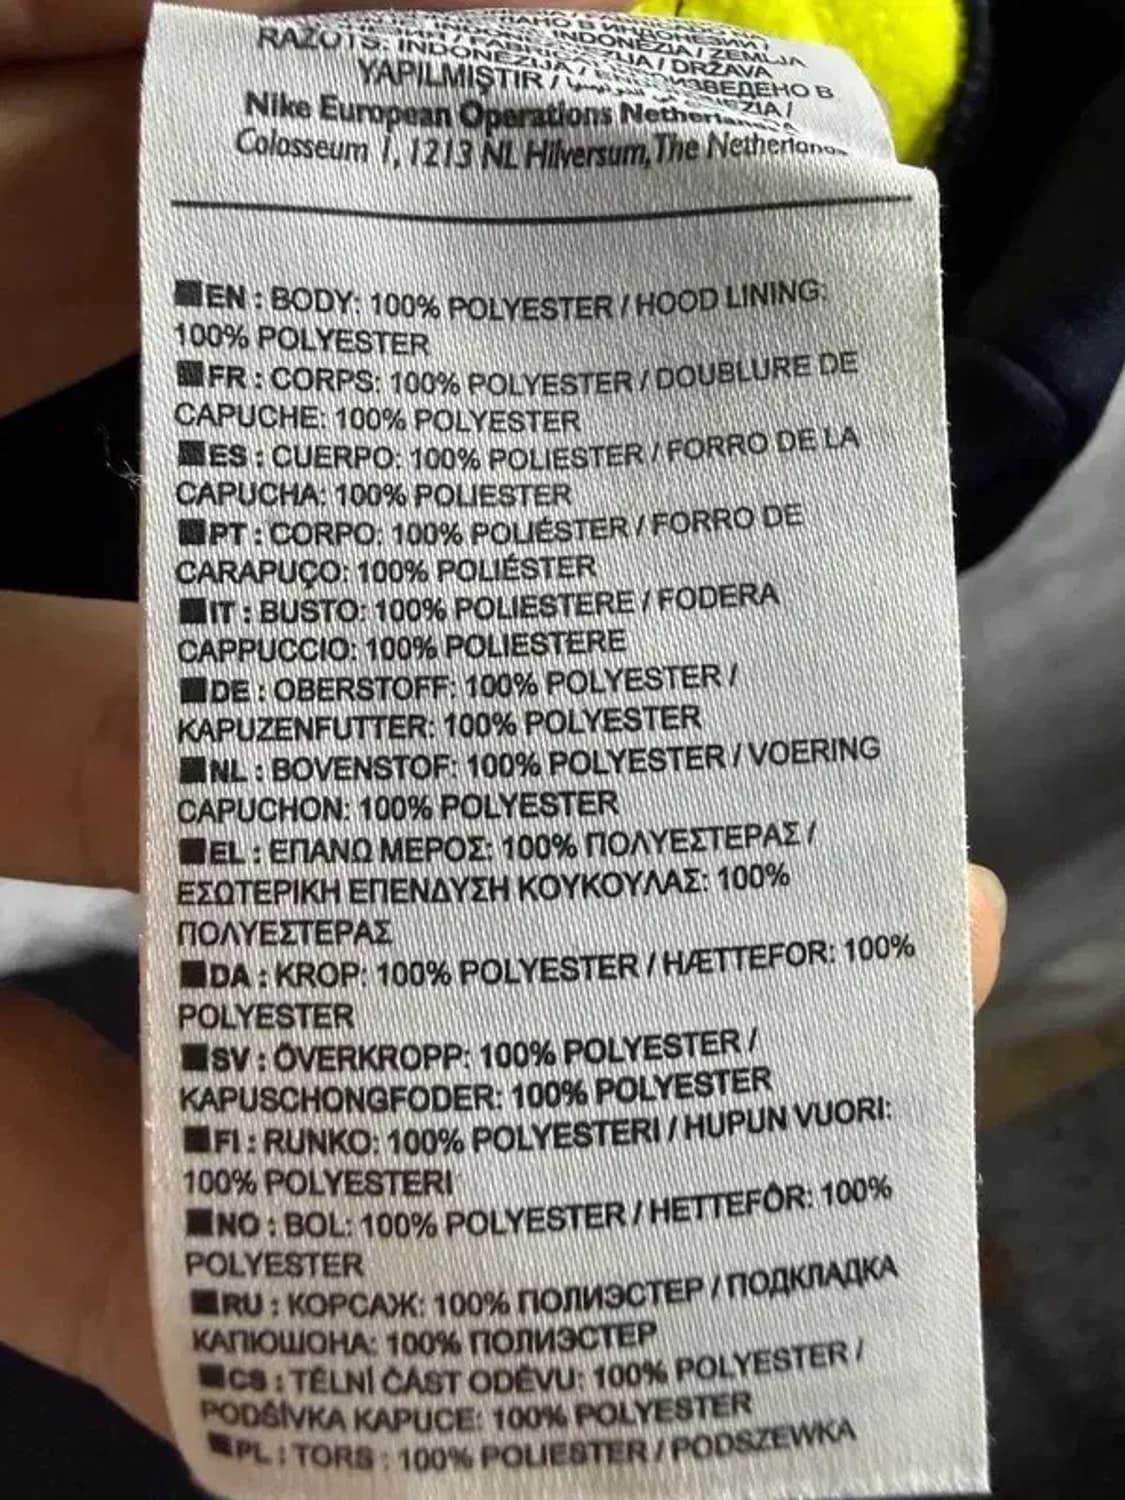 RAŽOTS: INDONĒZIJA /
INDONEZIA / ZEMLJA
DRŽAVA
YAPILMIŞTIR /
Nike European Operations
Colosseum 1, 1213 NL Hilversum, The
EN : BODY: 100% POLYESTER / HOOD LINING:
100% POLYESTER
FR : CORPS: 100% POLYESTER / DOUBLURE DE
CAPUCHE: 100% POLYESTER
ES : CUERPO: 100% POLIESTER / FORRO DE LA
CAPUCHA: 100% POLIESTER
PT : CORPO: 100% POLIÉSTER / FORRO DE
CARAPUÇO: 100% POLIÉSTER
IT : BUSTO: 100% POLIESTERE / FODERA
CAPPUCCIO: 100% POLIESTERE
DE : OBERSTOFF: 100% POLYESTER /
KAPUZENFUTTER: 100% POLYESTER
NL : BOVENSTOF: 100% POLYESTER / VOERING
CAPUCHON: 100% POLYESTER
EL : ΕΠΑΝΩ ΜΕΡΟΣ: 100% ΠΟΛΥΕΣΤΕΡΑΣ /
ΕΣΩΤΕΡΙΚΗ ΕΠΕΝΔΥΣΗ ΚΟΥΚΟΥΛΑΣ: 100%
ΠΟΛΥΕΣΤΕΡΑΣ
DA : KROP: 100% POLYESTER / HÆTTEFOR: 100%
POLYESTER
SV : ÖVERKROPP: 100% POLYESTER /
KAPUSCHONGFODER: 100% POLYESTER
FI : RUNKO: 100% POLYESTERI / HUPUN VUORI:
100% POLYESTERI
NO : BOL: 100% POLYESTER / HETTEFÔR: 100%
POLYESTER
RU : КОРСАЖ: 100% ПОЛИЭСТЕР / ПОДКЛАДКА
КАПЮШОНА: 100% ПОЛИЭСТЕР
CS : TĚLNÍ ČÁST ODĚVU: 100% POLYESTER /
PODŠÍVKA KAPUCE: 100% POLYESTER
PL : TORS : 100% POLIESTER / PODSZEWKA